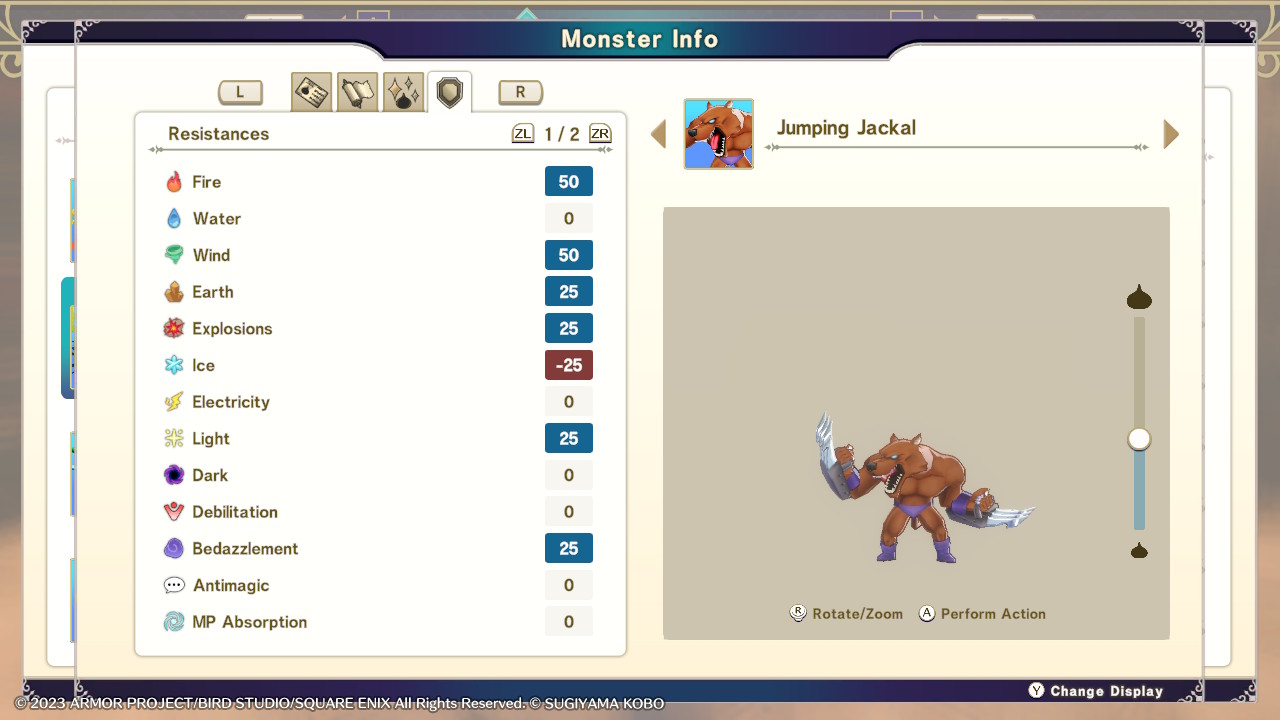 Monster Info
L
R
Resistances
ZL 1 / 2 ZR
Jumping Jackal
Fire 50
Water 0
Wind 50
Earth 25
Explosions 25
Ice -25
Electricity 0
Light 25
Dark 0
Debilitation 0
Bedazzlement 25
Antimagic 0
MP Absorption 0
R Rotate/Zoom A Perform Action
Y Change Display
© 2023 ARMOR PROJECT/BIRD STUDIO/SQUARE ENIX All Rights Reserved. © SUGIYAMA KOBO